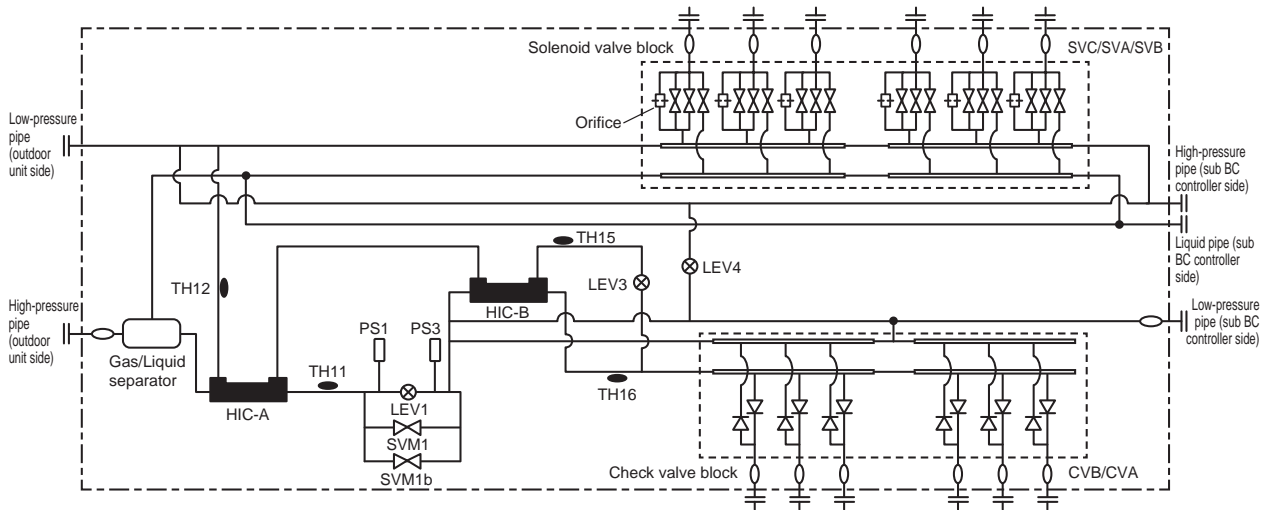 Solenoid valve block
SVC/SVA/SVB
Orifice
Low-pressure
pipe
(outdoor
unit side)
High-pressure
pipe (sub BC
controller side)
Liquid pipe (sub
BC controller
side)
TH15
LEV3
LEV4
TH12
HIC-B
High-pressure
pipe
(outdoor
unit side)
Low-pressure
pipe (sub BC
controller side)
PS1
PS3
Gas/Liquid
separator
TH11
HIC-A
LEV1
TH16
SVM1
SVM1b
Check valve block
CVB/CVA